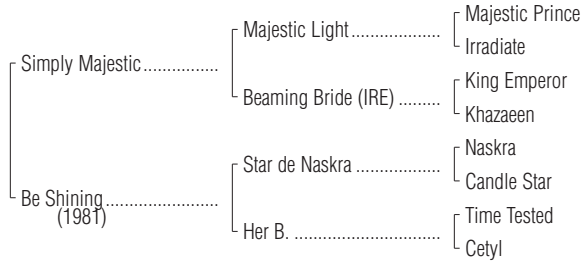 Majestic Prince
Majestic Light....................
Irradiate
Simply Majestic................
King Emperor
Beaming Bride (IRE) .........
Khazaeen
Naskra
Star de Naskra ...................
Candle Star
Be Shining........................
(1981)
Time Tested
Her B. .................................
Cetyl